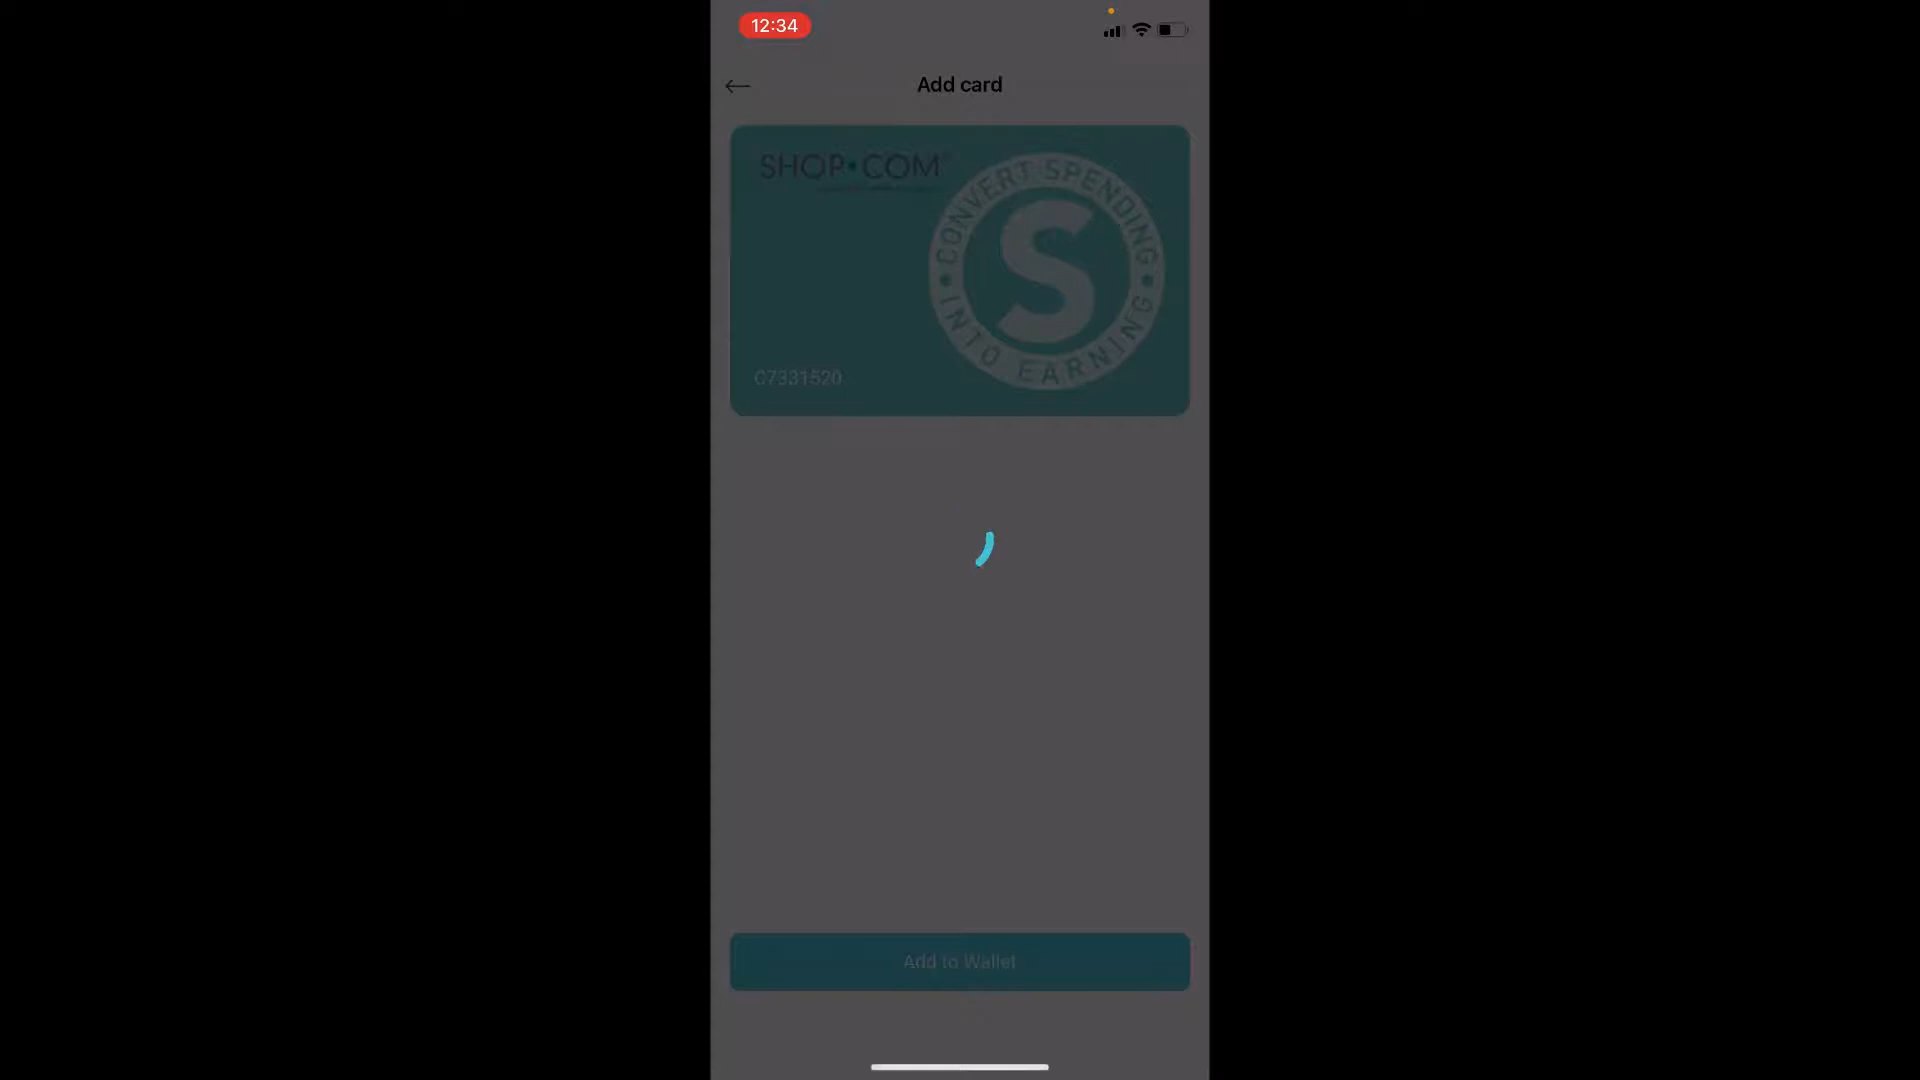 12:34
Add card
SHOP•COM
CONVERT SPENDING
• INTO EARNING •
S
C7331520
Add to Wallet